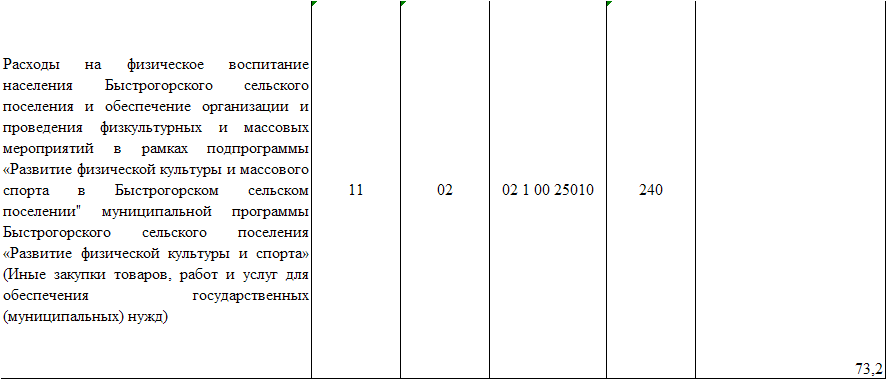 Расходы на физическое воспитание
населения Быстрогорского сельского
поселения и обеспечение организации и
проведения физкультурных и массовых
мероприятий в рамках подпрограммы
«Развитие физической культуры и массового
спорта в Быстрогорском сельском
поселении" муниципальной программы
Быстрогорского сельского поселения
«Развитие физической культуры и спорта»
(Иные закупки товаров, работ и услуг для
обеспечения государственных
(муниципальных) нужд)
11
02
02 1 00 25010
240
73,2